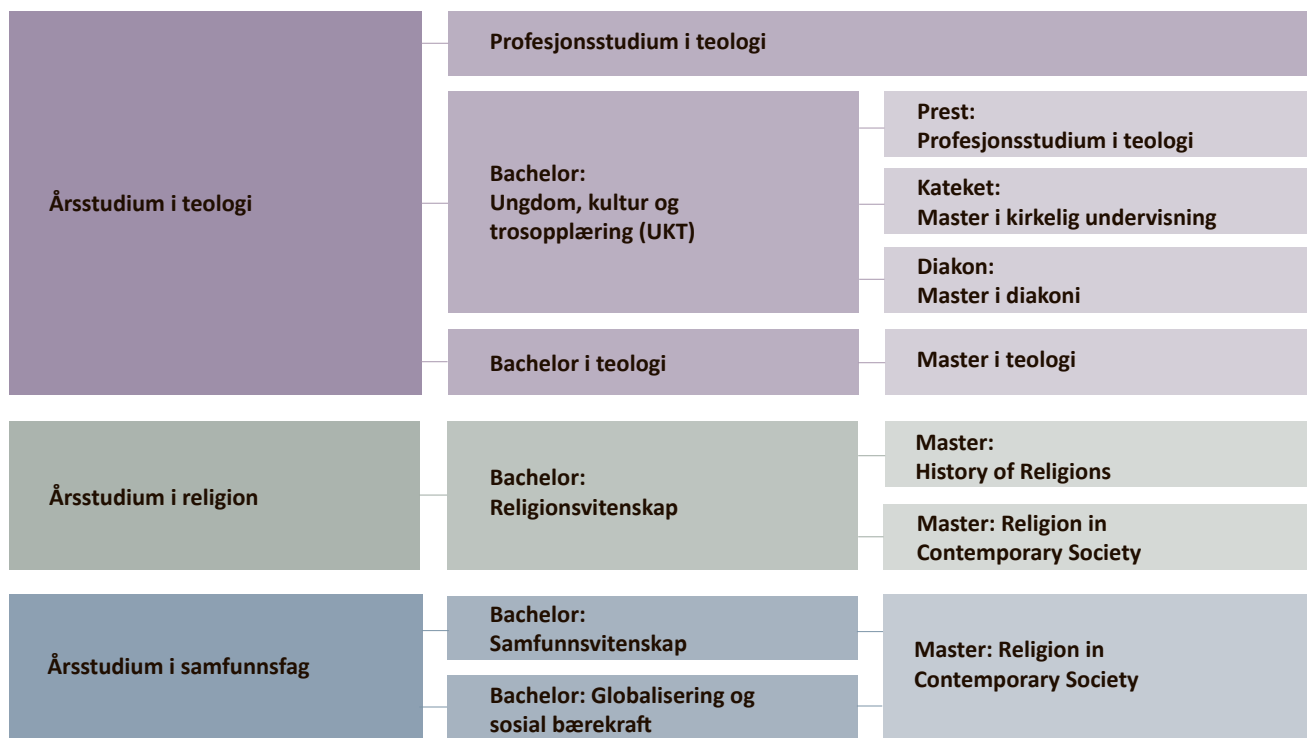 Årsstudium i teologi
Profesjonsstudium i teologi
Bachelor:
Ungdom, kultur og
trosopplæring (UKT)
Prest:
Profesjonsstudium i teologi
Kateket:
Master i kirkelig undervisning
Diakon:
Master i diakoni
Bachelor i teologi
Master i teologi
Årsstudium i religion
Bachelor:
Religionsvitenskap
Master:
History of Religions
Master: Religion in
Contemporary Society
Årsstudium i samfunnsfag
Bachelor:
Samfunnsvitenskap
Bachelor: Globalisering og
sosial bærekraft
Master: Religion in
Contemporary Society